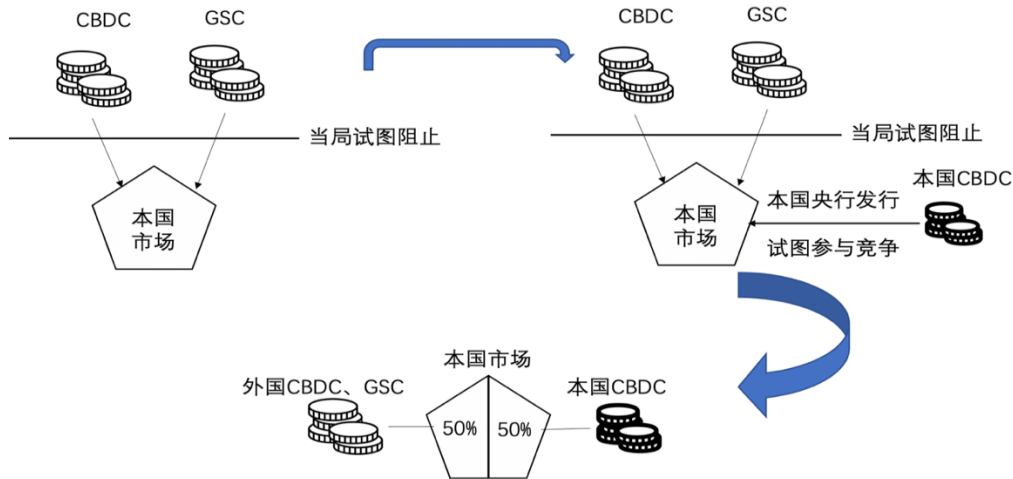 CBDC
GSC
当局试图阻止
本国
市场
CBDC
GSC
当局试图阻止
本国CBDC
本国央行发行
本国
市场
试图参与竞争
本国市场
外国CBDC、GSC
本国CBDC
50%
50%